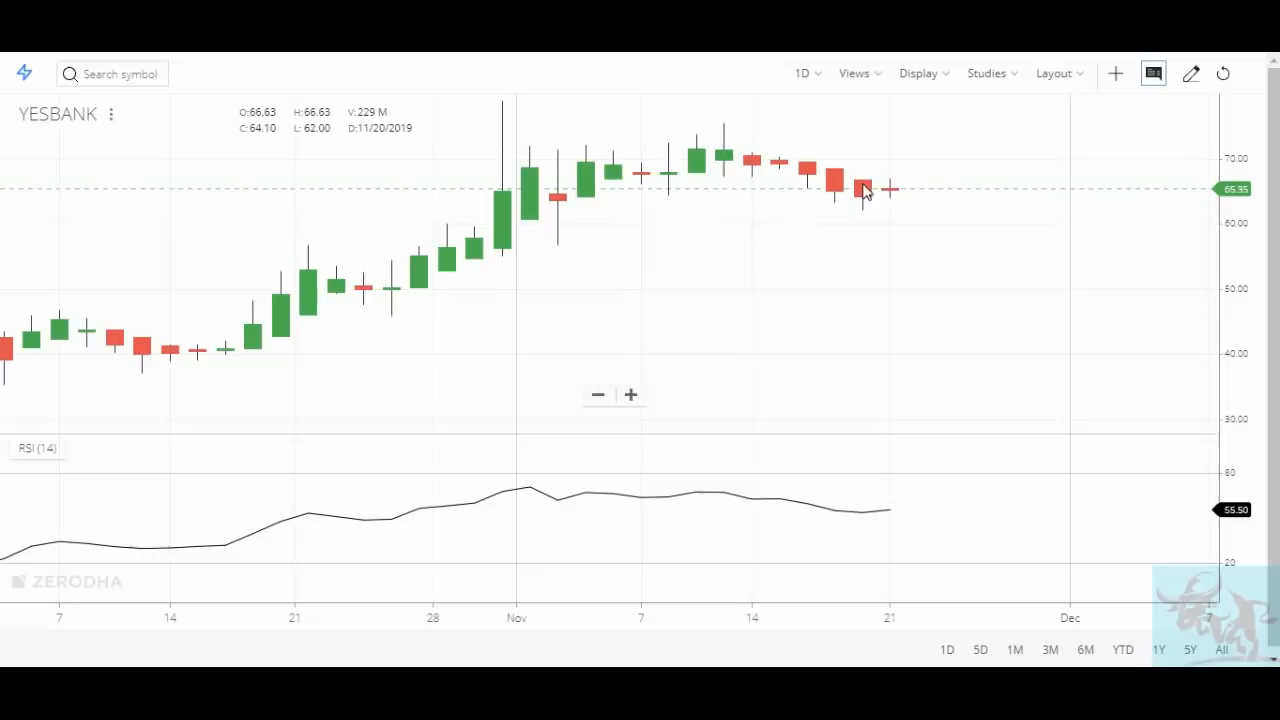 Search symbol
1D Views Display Studies Layout
YESBANK
O:66.63 H:66.63 V:229 M
C:64.10 L: 62.00 D:11/20/2019
70.00
65.35
60.00
50.00
40.00
30.00
RSI (14)
80
55.50
20
ZERODHA
7 14 21 28 Nov 7 14 21 Dec 7
1D 5D 1M 3M 6M YTD 1Y 5Y All